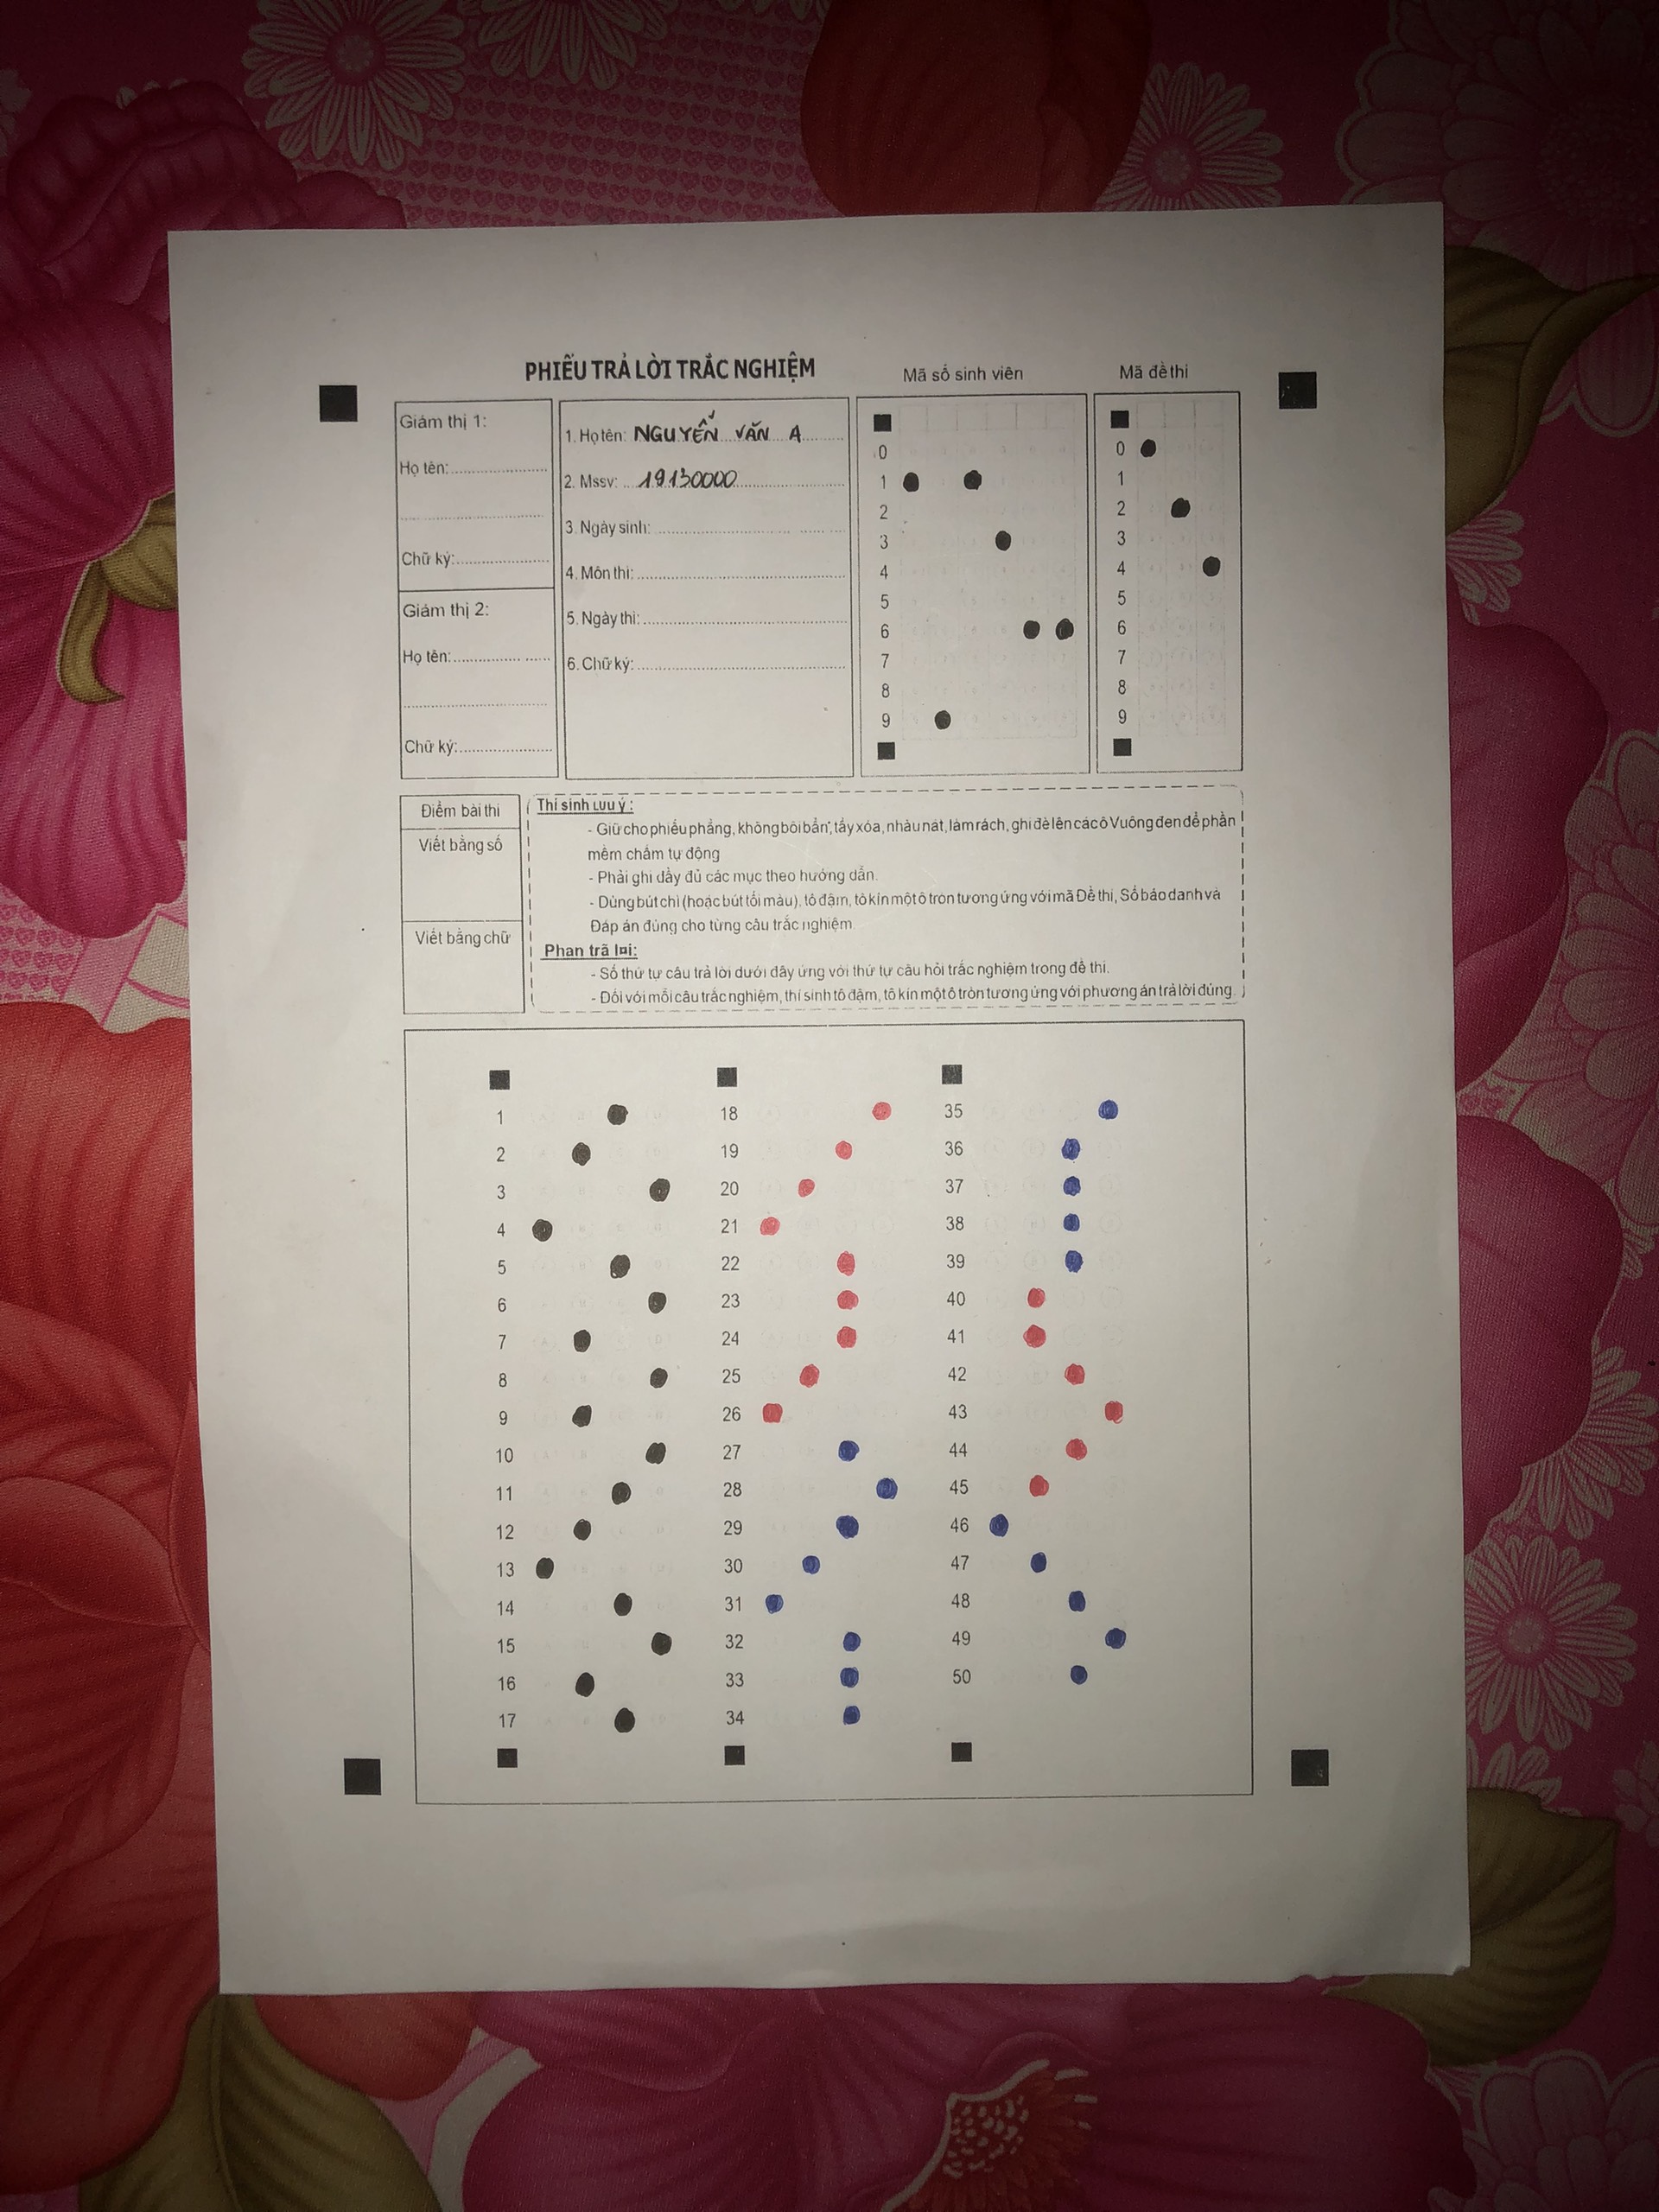 PHIẾU TRẢ LỜI TRẮC NGHIỆM
Mã số sinh viên
Mã đề thi
Giám thị 1:
Họ tên:
Chữ ký:
Giám thị 2:
Họ tên:
Chữ ký:
1. Họ tên: NGUYỄN VĂN A
2. Mssv: 19130000
3. Ngày sinh:
4. Môn thi:
5. Ngày thi:
6. Chữ ký:
0
1
2
3
4
5
6
7
8
9
0
1
2
3
4
5
6
7
8
9
Điểm bài thi
Viết bằng số
Viết bằng chữ
Thí sinh Lưu ý :
- Giữ cho phiếu phẳng, không bôi bẩn, tẩy xóa, nhàu nát, làm rách, ghi đè lên các ô Vuông đen để phần
mềm chấm tự động
- Phải ghi đầy đủ các mục theo hướng dẫn.
- Dùng bút chì (hoặc bút tối màu), tô đậm, tô kín một ô tròn tương ứng với mã Đề thi, Số báo danh và
Đáp án đúng cho từng câu trắc nghiệm
Phan trã lời:
- Số thứ tự câu trả lời dưới đây ứng với thứ tự câu hỏi trắc nghiệm trong đề thi.
- Đối với mỗi câu trắc nghiệm, thí sinh tô đậm, tô kín một ô tròn tương ứng với phương án trả lời đúng.
1
2
3
4
5
6
7
8
9
10
11
12
13
14
15
16
17
18
19
20
21
22
23
24
25
26
27
28
29
30
31
32
33
34
35
36
37
38
39
40
41
42
43
44
45
46
47
48
49
50